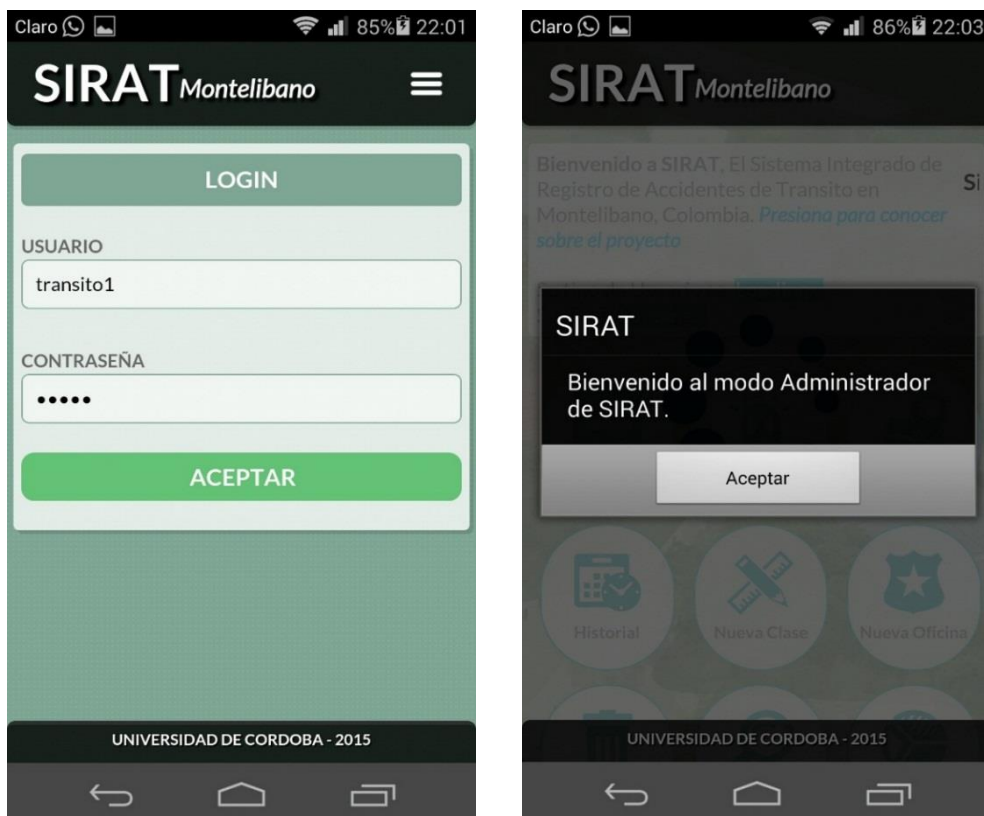 Claro 85% 22:01
SIRAT Montelibano
LOGIN
USUARIO
transito1
CONTRASEÑA
•••••
ACEPTAR
UNIVERSIDAD DE CORDOBA - 2015
Claro 86% 22:03
SIRAT Montelibano
Bienvenido a SIRAT, El Sistema Integrado de
Registro de Accidentes de Transito en
Montelibano, Colombia. Presiona para conocer
sobre el proyecto
Si
SIRAT
Bienvenido al modo Administrador
de SIRAT.
Aceptar
Historial
Nueva Clase
Nueva Oficina
UNIVERSIDAD DE CORDOBA - 2015